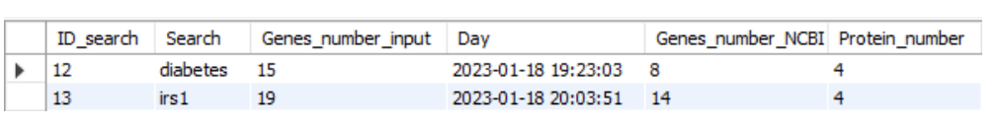 ID_search Search Genes_number_input Day Genes_number_NCBI Protein_number
12 diabetes 15 2023-01-18 19:23:03 8 4
13 irs1 19 2023-01-18 20:03:51 14 4